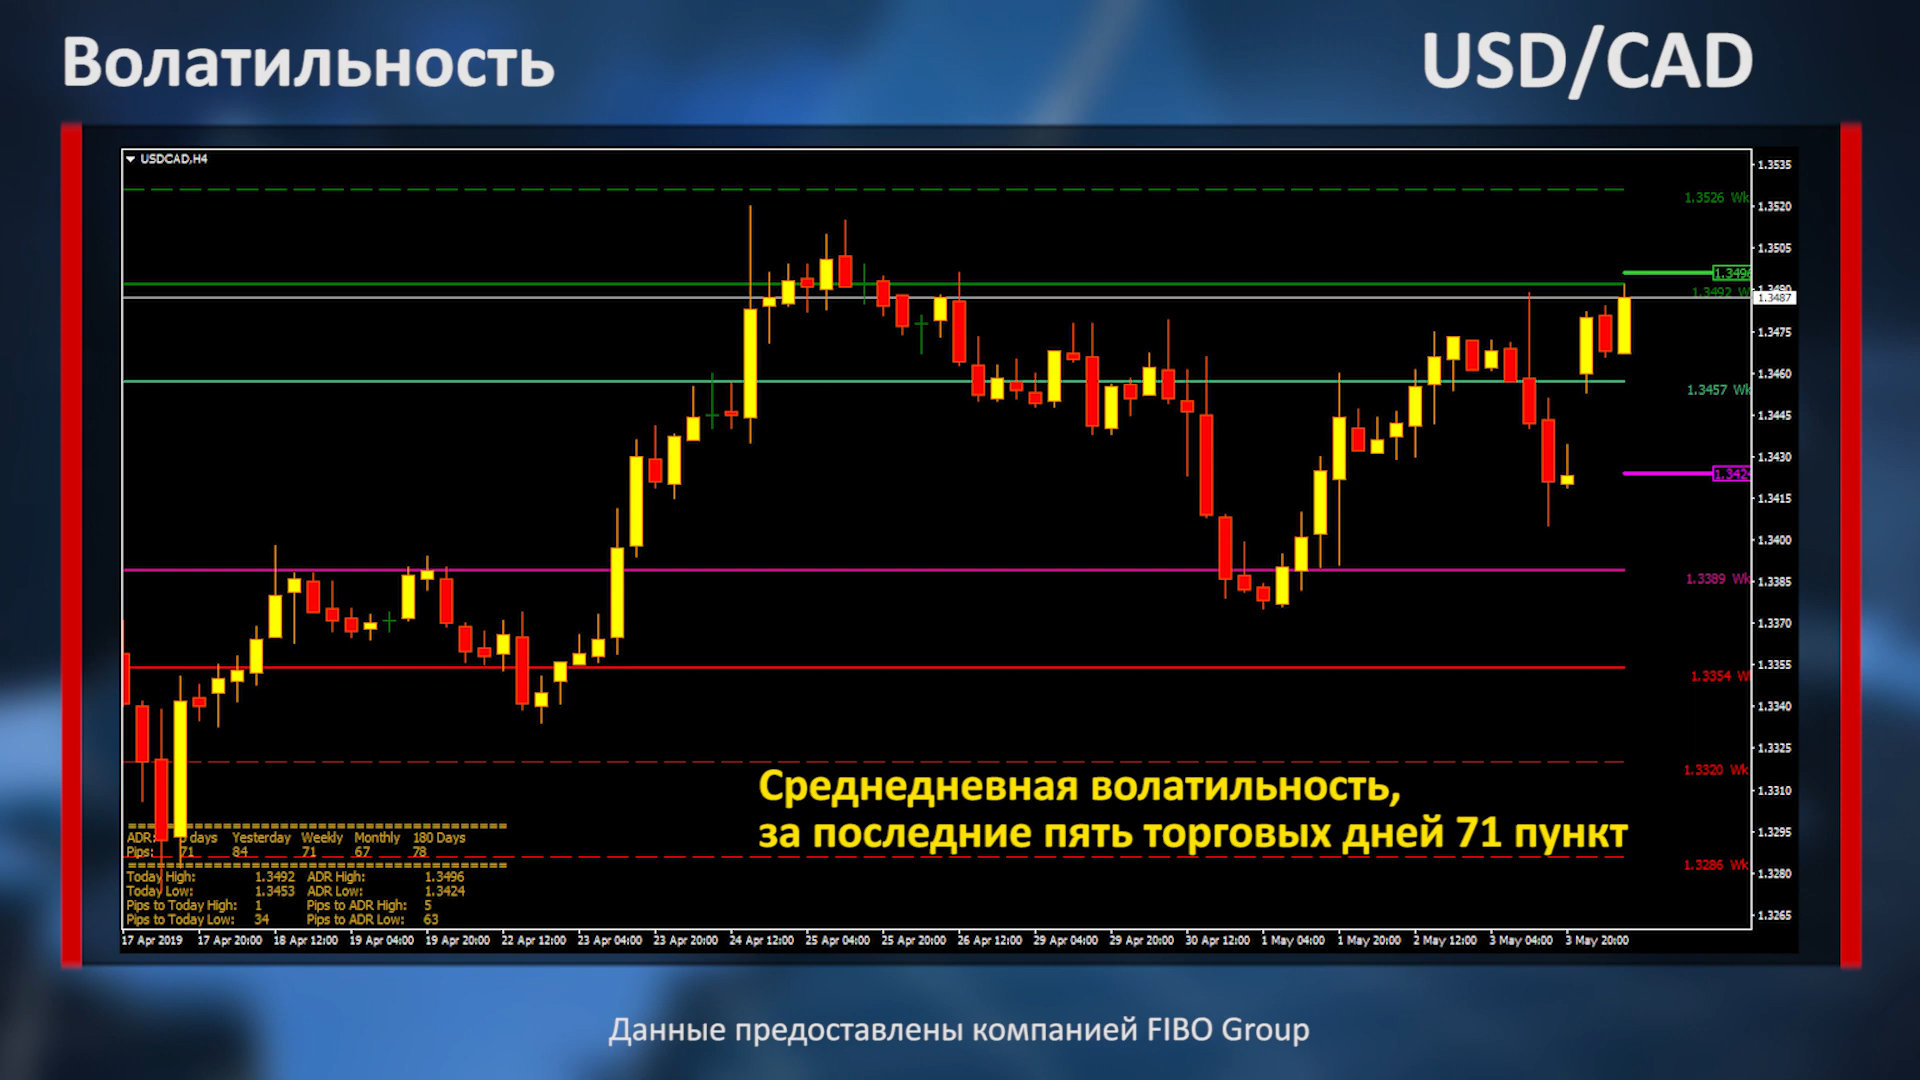 Волатильность
USD/CAD
USDCAD,H4
1.3535
1.3526 Wk
1.3520
1.3505
1.3496
1.3490
1.3492 W
1.3487
1.3475
1.3460
1.3457 Wk
1.3445
1.3430
1.3424
1.3415
1.3400
1.3389 Wk
1.3385
1.3370
1.3355
1.3354 W
1.3340
1.3325
1.3320 Wk
1.3310
1.3295
1.3286 Wk
1.3280
1.3265
Среднедневная волатильность,
за последние пять торговых дней 71 пункт
ADR: 5 days Yesterday Weekly Monthly 180 Days
Pips: 71 84 71 67 78
Today High: 1.3492 ADR High: 1.3496
Today Low: 1.3453 ADR Low: 1.3424
Pips to Today High: 1 Pips to ADR High: 5
Pips to Today Low: 34 Pips to ADR Low: 63
17 Apr 2019 17 Apr 20:00 18 Apr 12:00 19 Apr 04:00 19 Apr 20:00 22 Apr 12:00 23 Apr 04:00 23 Apr 20:00 24 Apr 12:00 25 Apr 04:00 25 Apr 20:00 26 Apr 12:00 29 Apr 04:00 29 Apr 20:00 30 Apr 12:00 1 May 04:00 1 May 20:00 2 May 12:00 3 May 04:00 3 May 20:00
Данные предоставлены компанией FIBO Group